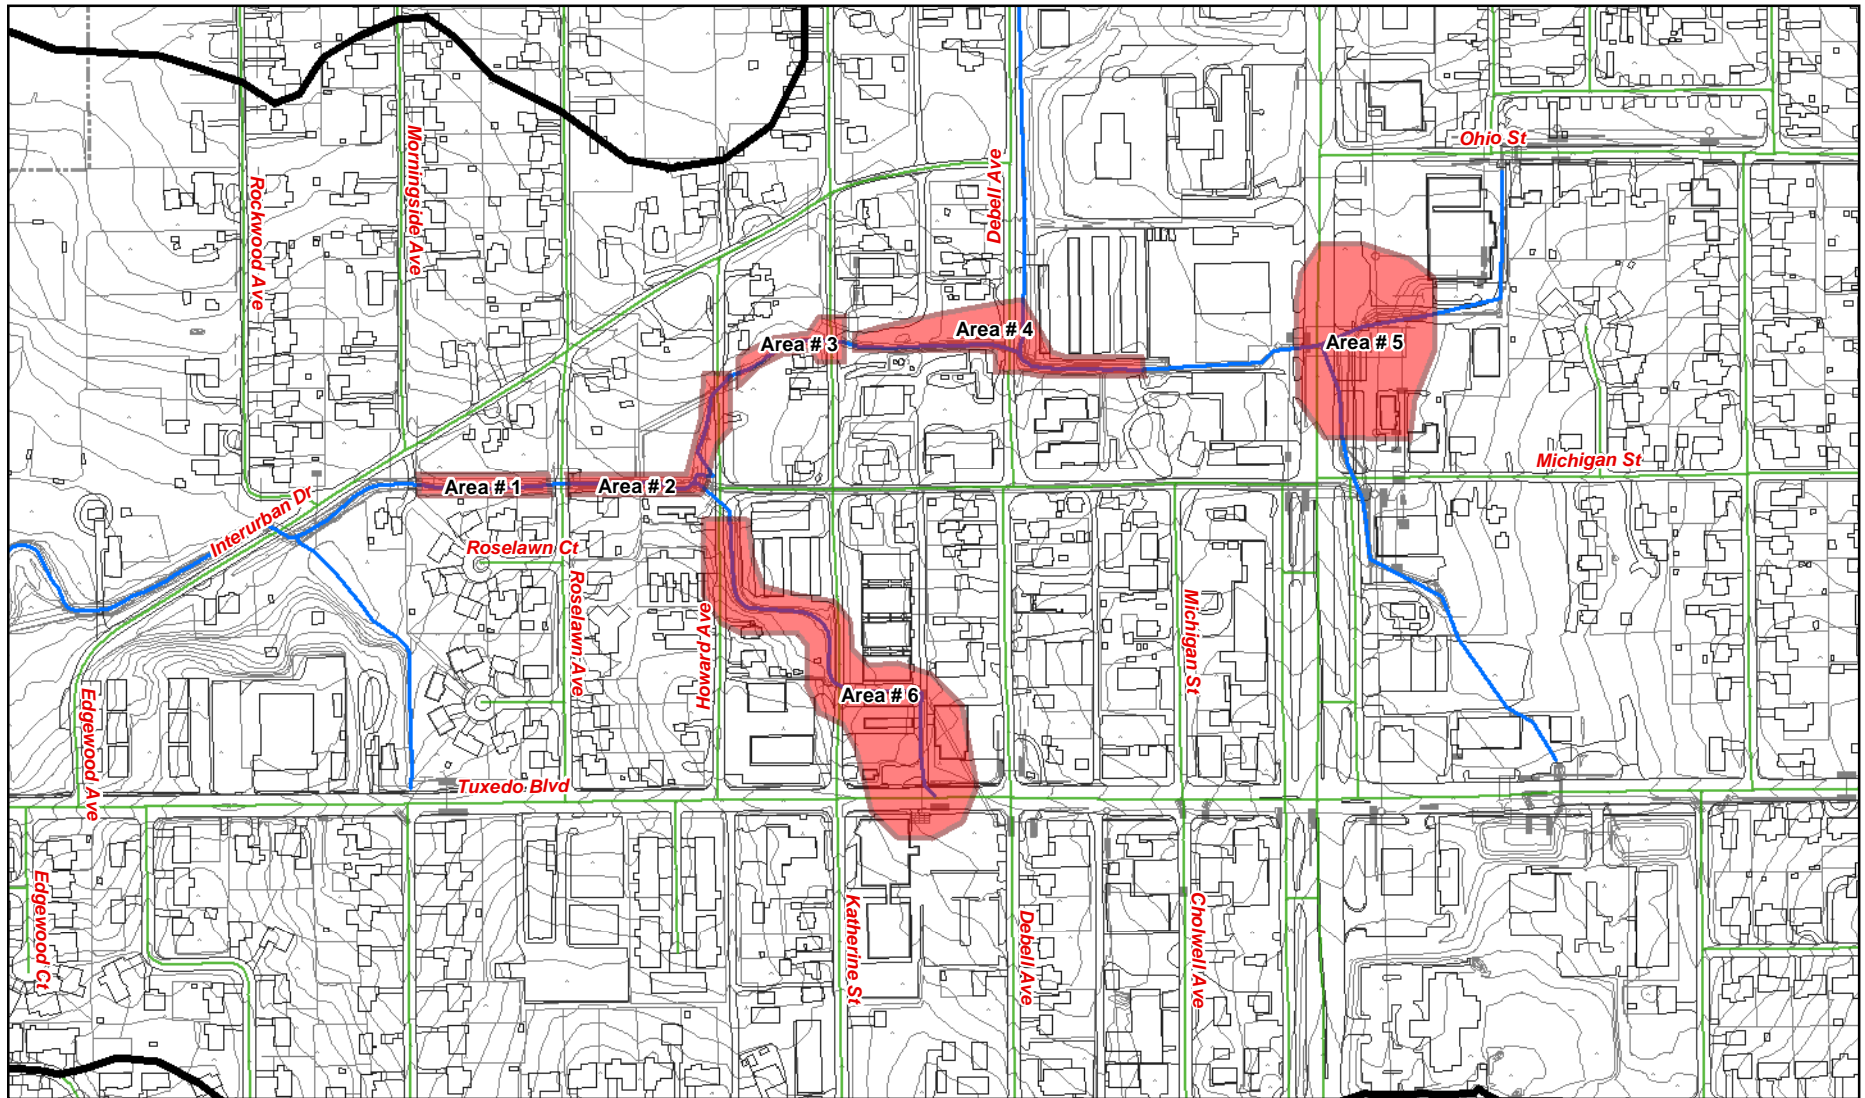 Ohio St
Morningside Ave
Debell Ave
Rockwood Ave
Area # 4
Area # 3
Area # 5
Michigan St
Area # 1
Area # 2
Interurban Dr
Roselawn Ct
Roselawn Ave
Howard Ave
Michigan St
Area # 6
Edgewood Ave
Tuxedo Blvd
Edgewood Ct
Katherine St
Debell Ave
Cholwell Ave